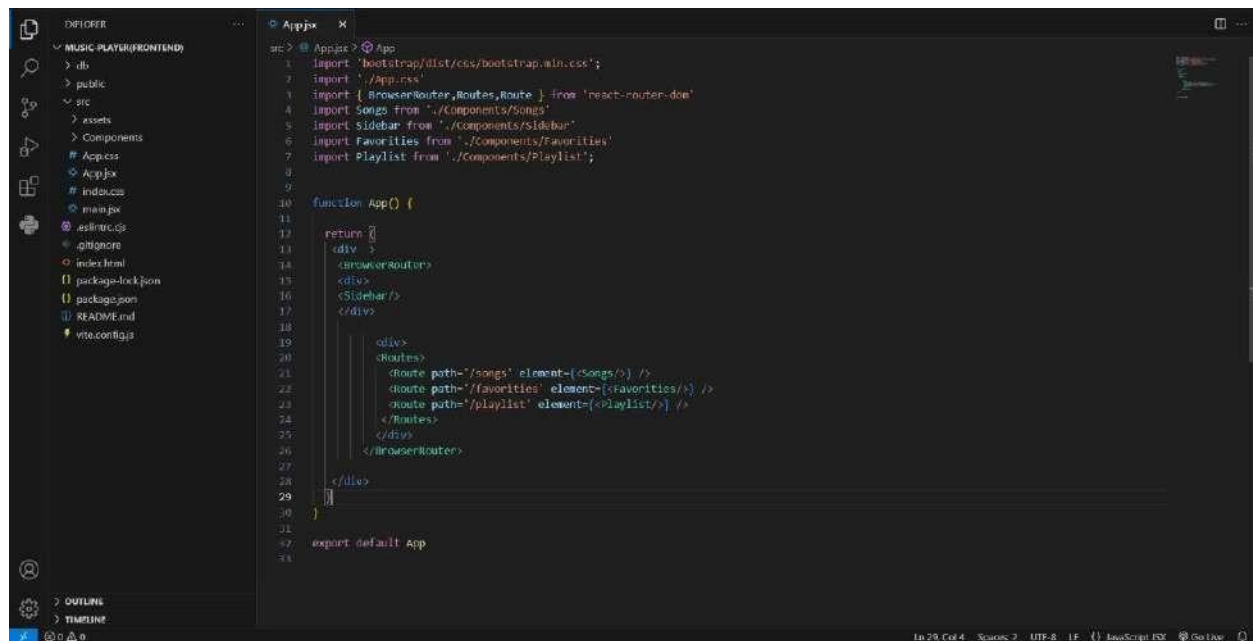 EXPLORER
...
MUSIC-PLAYER(FRONTEND)
> db
> public
src
> assets
> Components
# App.css
App.jsx
# index.css
main.jsx
.eslintrc.cjs
.gitignore
index.html
{} package-lock.json
{} package.json
README.md
vite.config.js
> OUTLINE
> TIMELINE
App.jsx ×
src > App.jsx > App
1 import 'bootstrap/dist/css/bootstrap.min.css';
2 import './App.css'
3 import { BrowserRouter,Routes,Route } from 'react-router-dom'
4 import Songs from './Components/Songs'
5 import Sidebar from './Components/Sidebar'
6 import Favorities from './Components/Favorities'
7 import Playlist from './Components/Playlist';
8
9
10 function App() {
11
12 return (
13 <div >
14 <BrowserRouter>
15 <div>
16 <Sidebar/>
17 </div>
18
19 <div>
20 <Routes>
21 <Route path='/songs' element={<Songs/>} />
22 <Route path='/favorities' element={<Favorities/>} />
23 <Route path='/playlist' element={<Playlist/>} />
24 </Routes>
25 </div>
26 </BrowserRouter>
27
28 </div>
29 )
30 }
31
32 export default App
33
0 0
Ln 29, Col 4 Spaces: 2 UTF-8 LF {} JavaScript JSX Go Live